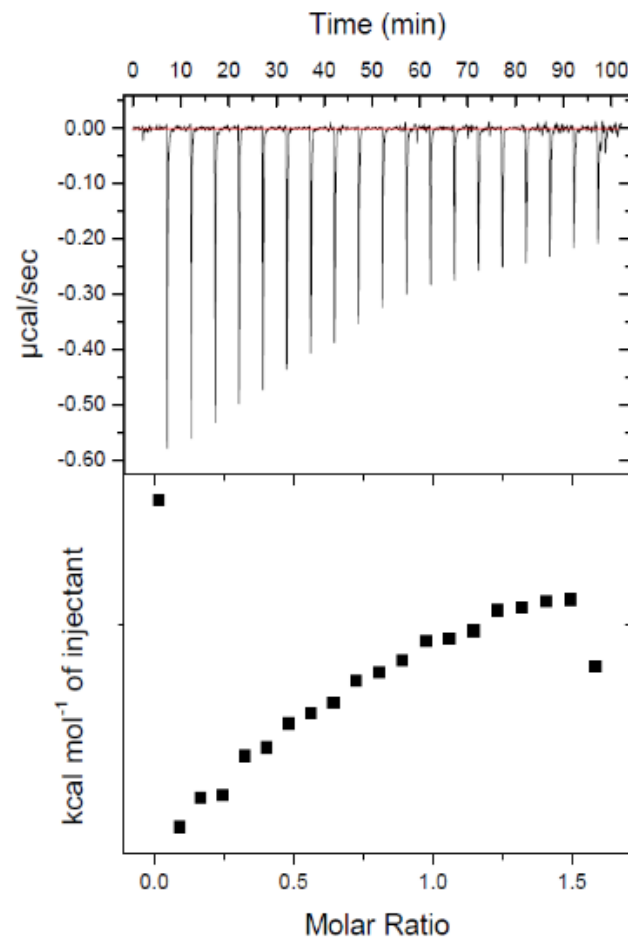 Time (min)
0 10 20 30 40 50 60 70 80 90 100
0.00
-0.10
-0.20
-0.30
-0.40
-0.50
-0.60
µcal/sec
kcal mol⁻¹ of injectant
0.0 0.5 1.0 1.5
Molar Ratio